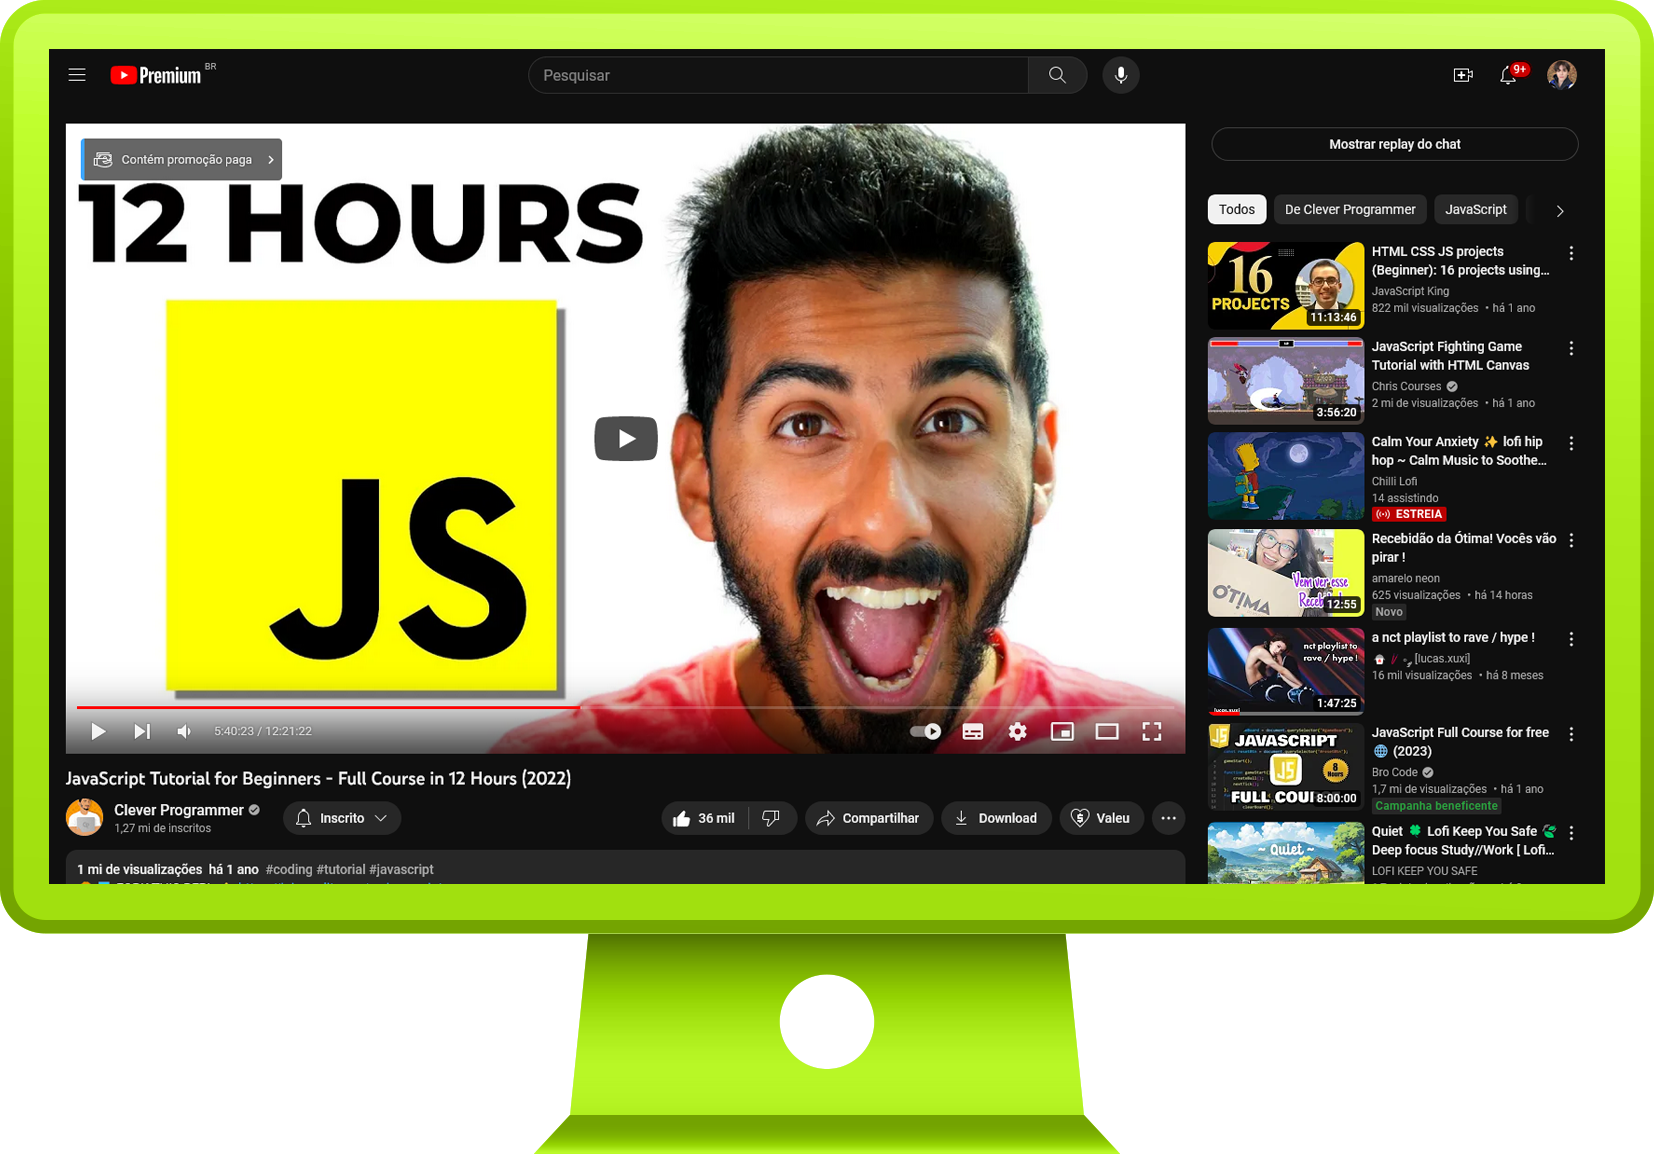 Premium BR
Pesquisar
9+
Contém promoção paga
12 HOURS
JS
5:40:23 / 12:21:22
JavaScript Tutorial for Beginners - Full Course in 12 Hours (2022)
Clever Programmer
1,27 mi de inscritos
Inscrito
36 mil
Compartilhar
Download
Valeu
1 mi de visualizações há 1 ano #coding #tutorial #javascript
Mostrar replay do chat
Todos
De Clever Programmer
JavaScript
16
PROJECTS
11:13:46
HTML CSS JS projects
(Beginner): 16 projects using...
JavaScript King
822 mil visualizações • há 1 ano
3:56:20
JavaScript Fighting Game
Tutorial with HTML Canvas
Chris Courses
2 mi de visualizações • há 1 ano
Calm Your Anxiety ✨ lofi hip
hop ~ Calm Music to Soothe...
Chilli Lofi
14 assistindo
ESTREIA
ÓTIMA
Vem ver esse
12:55
Recebidão da Ótima! Vocês vão
pirar !
amarelo neon
625 visualizações • há 14 horas
Novo
nct playlist to
rave / hype !
[lucas.xuxi]
1:47:25
a nct playlist to rave / hype !
[lucas.xuxi]
16 mil visualizações • há 8 meses
JS
JAVASCRIPT
JS
8
Hours
FULL COU
8:00:00
JavaScript Full Course for free
🌐 (2023)
Bro Code
1,7 mi de visualizações • há 1 ano
Campanha beneficente
~ Quiet ~
Quiet 🍀 Lofi Keep You Safe 🍃
Deep focus Study//Work [ Lofi...
LOFI KEEP YOU SAFE